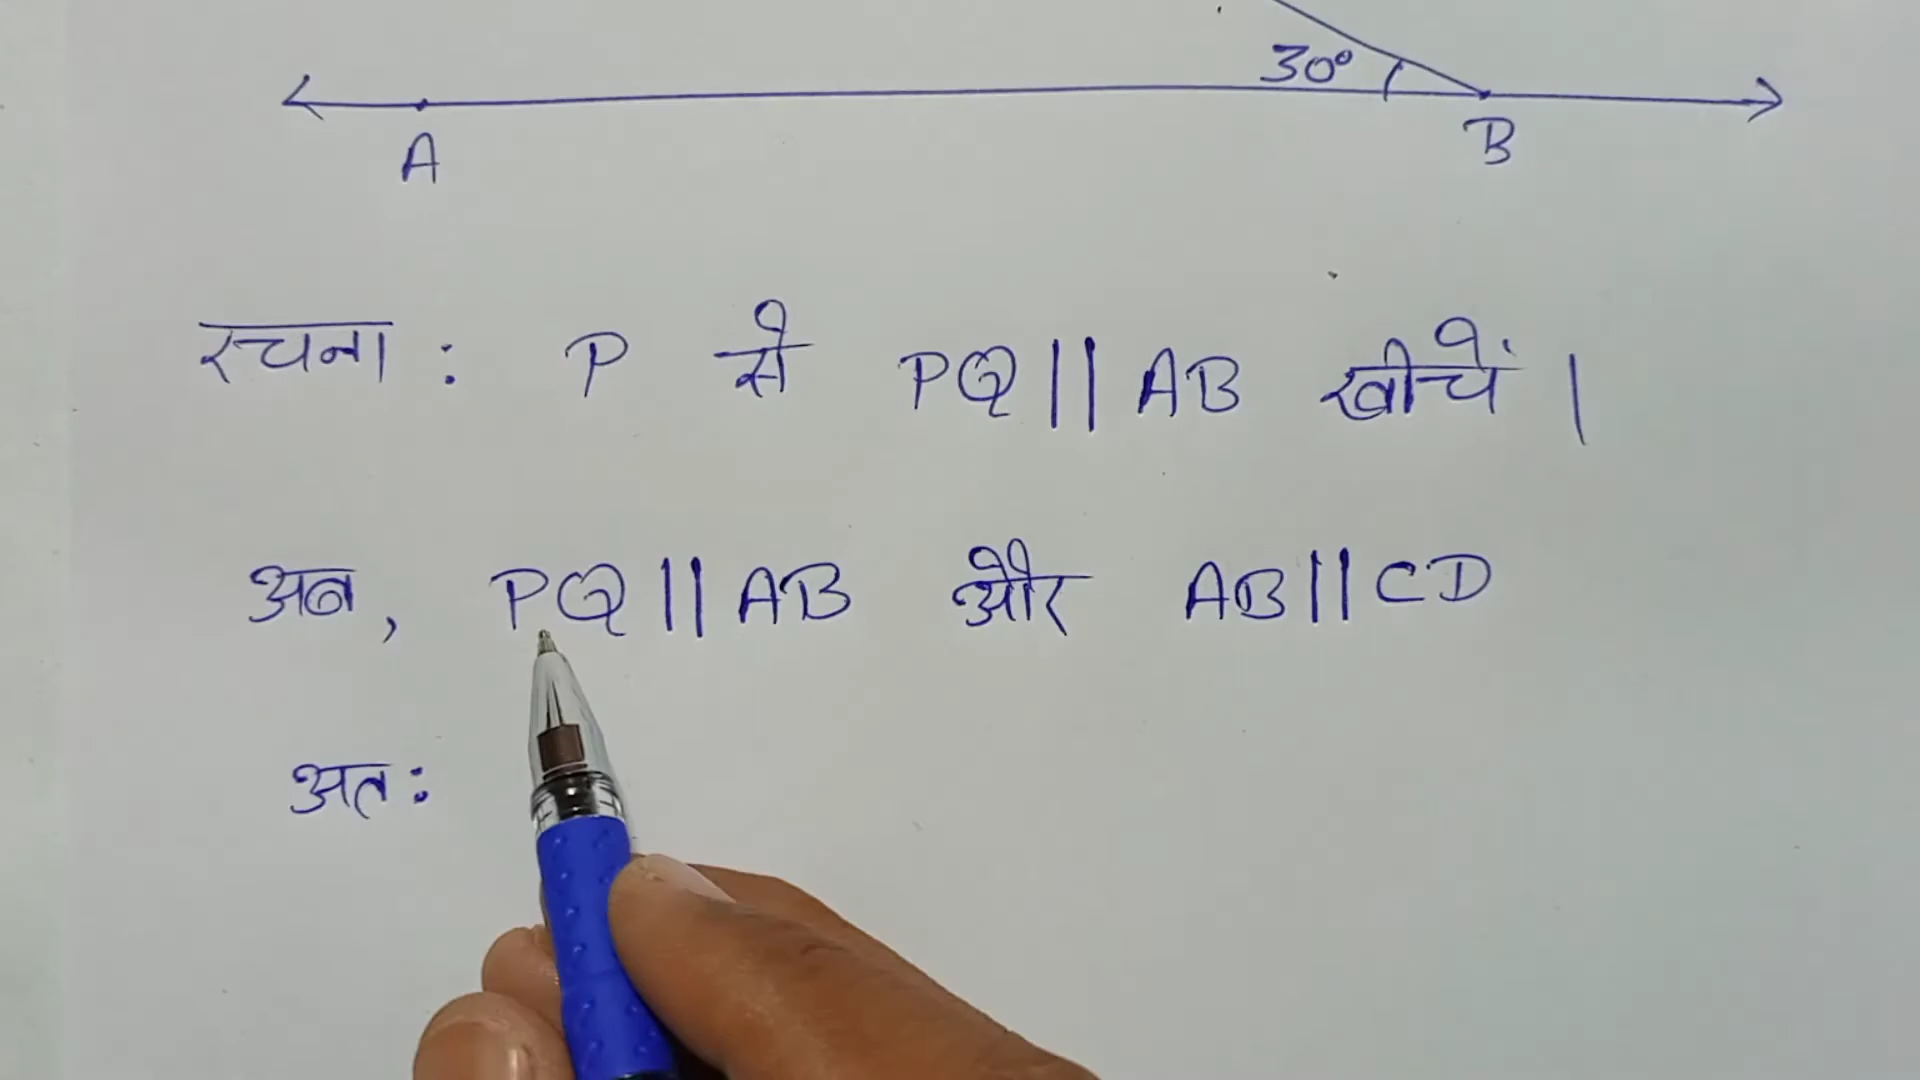 30°
A B
रचना : P से PQ || AB खींचें |
अब, PQ || AB और AB || CD
अत: